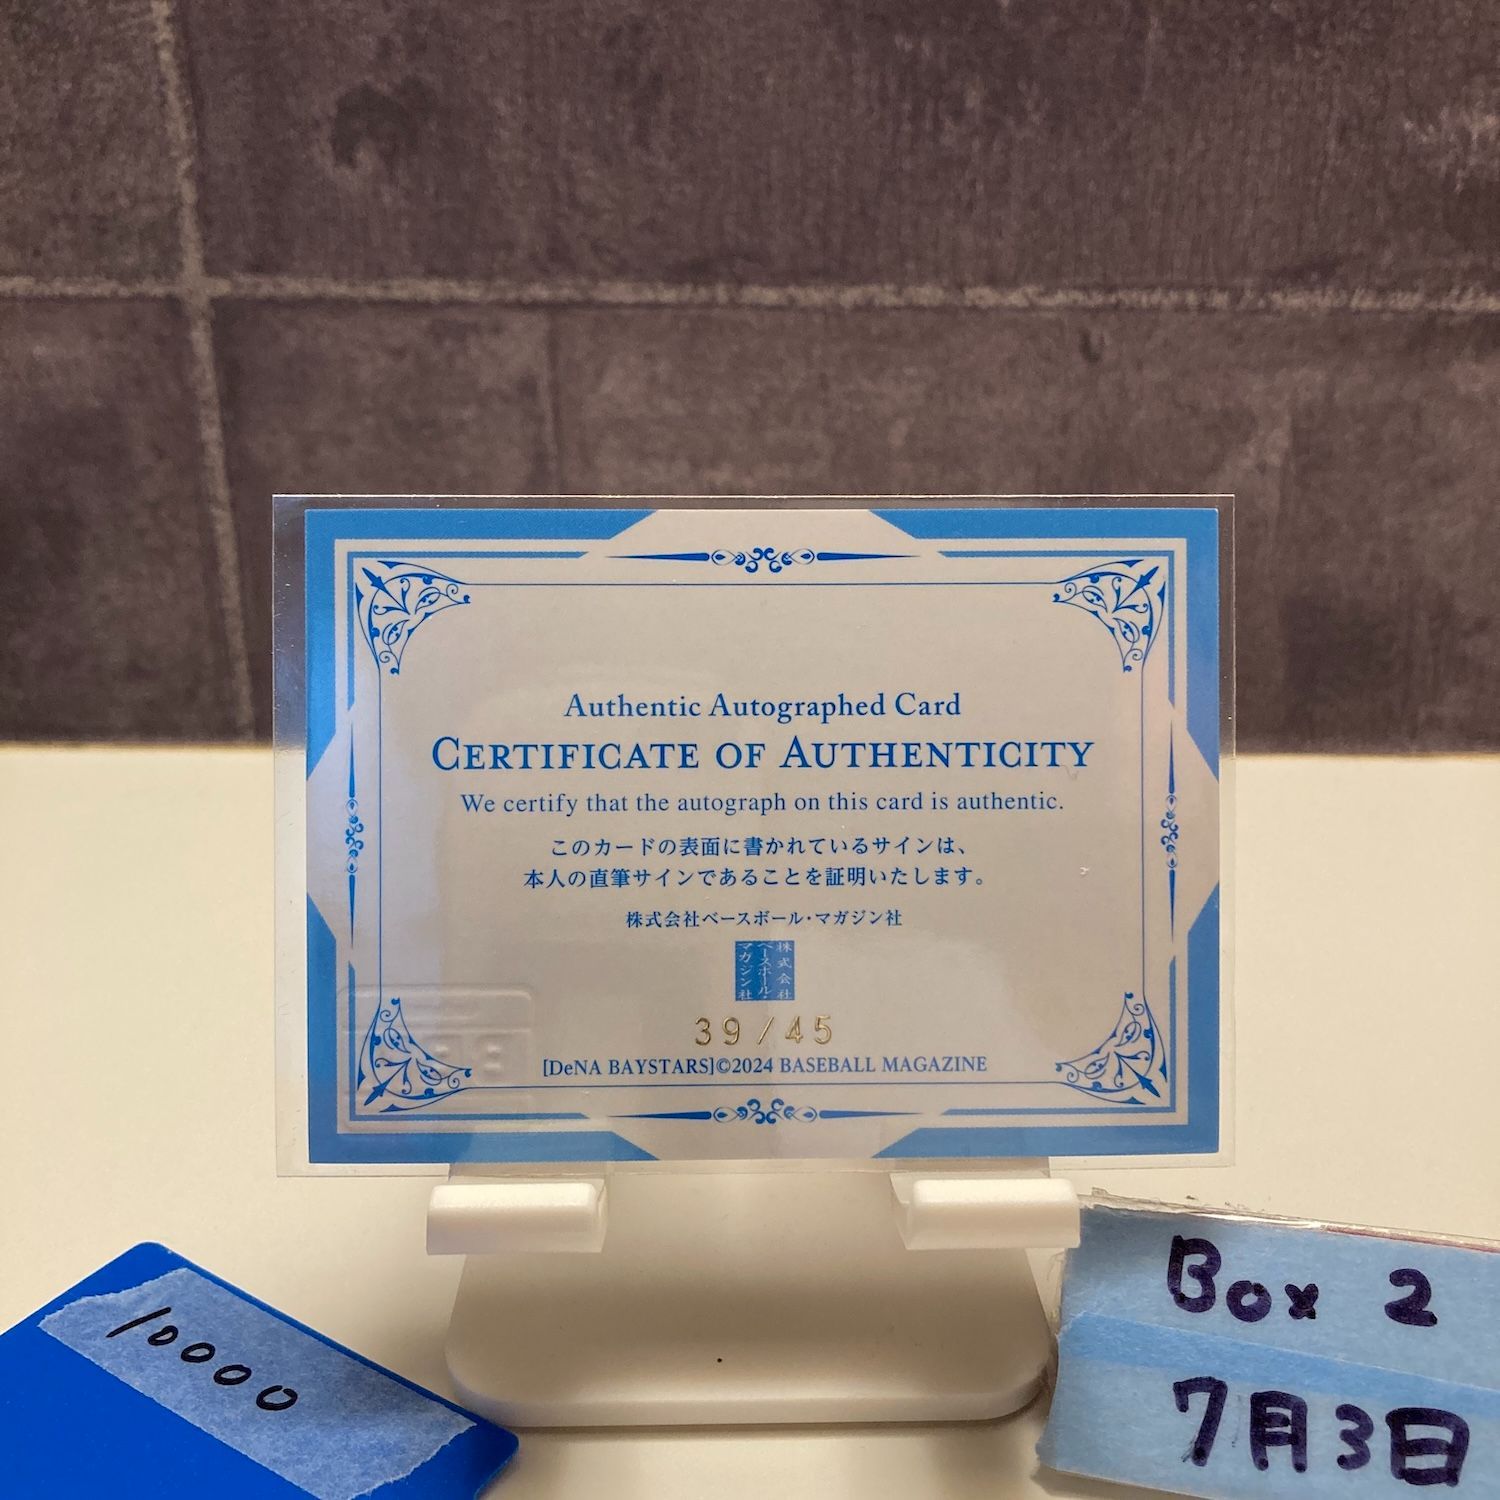 Authentic Autographed Card
CERTIFICATE OF AUTHENTICITY
We certify that the autograph on this card is authentic.
このカードの表面に書かれているサインは、
本人の直筆サインであることを証明いたします。
株式会社ベースボール・マガジン社
株式会社
ベースボール・
マガジン社
39/45
[DeNA BAYSTARS]©2024 BASEBALL MAGAZINE
10000
Box 2
7月3日